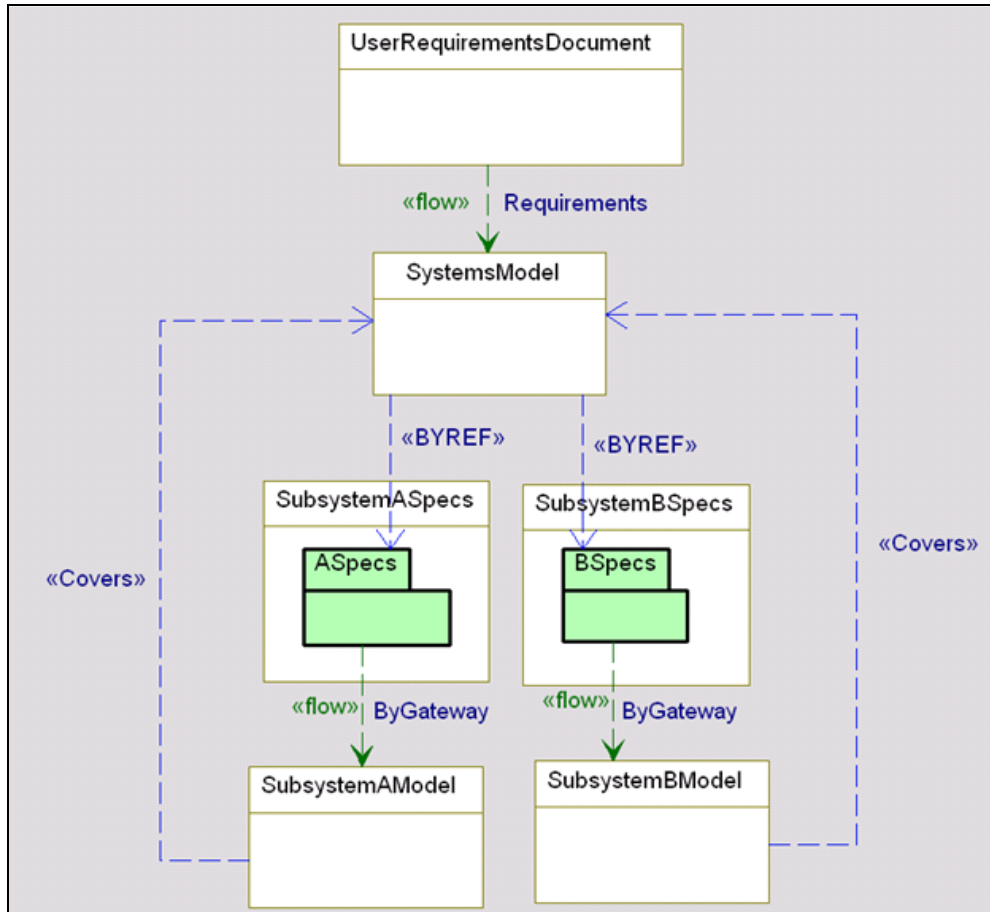 UserRequirementsDocument
«flow» Requirements
SystemsModel
«BYREF»
«BYREF»
SubsystemASpecs
SubsystemBSpecs
ASpecs
BSpecs
«Covers»
«Covers»
«flow» ByGateway
«flow» ByGateway
SubsystemAModel
SubsystemBModel